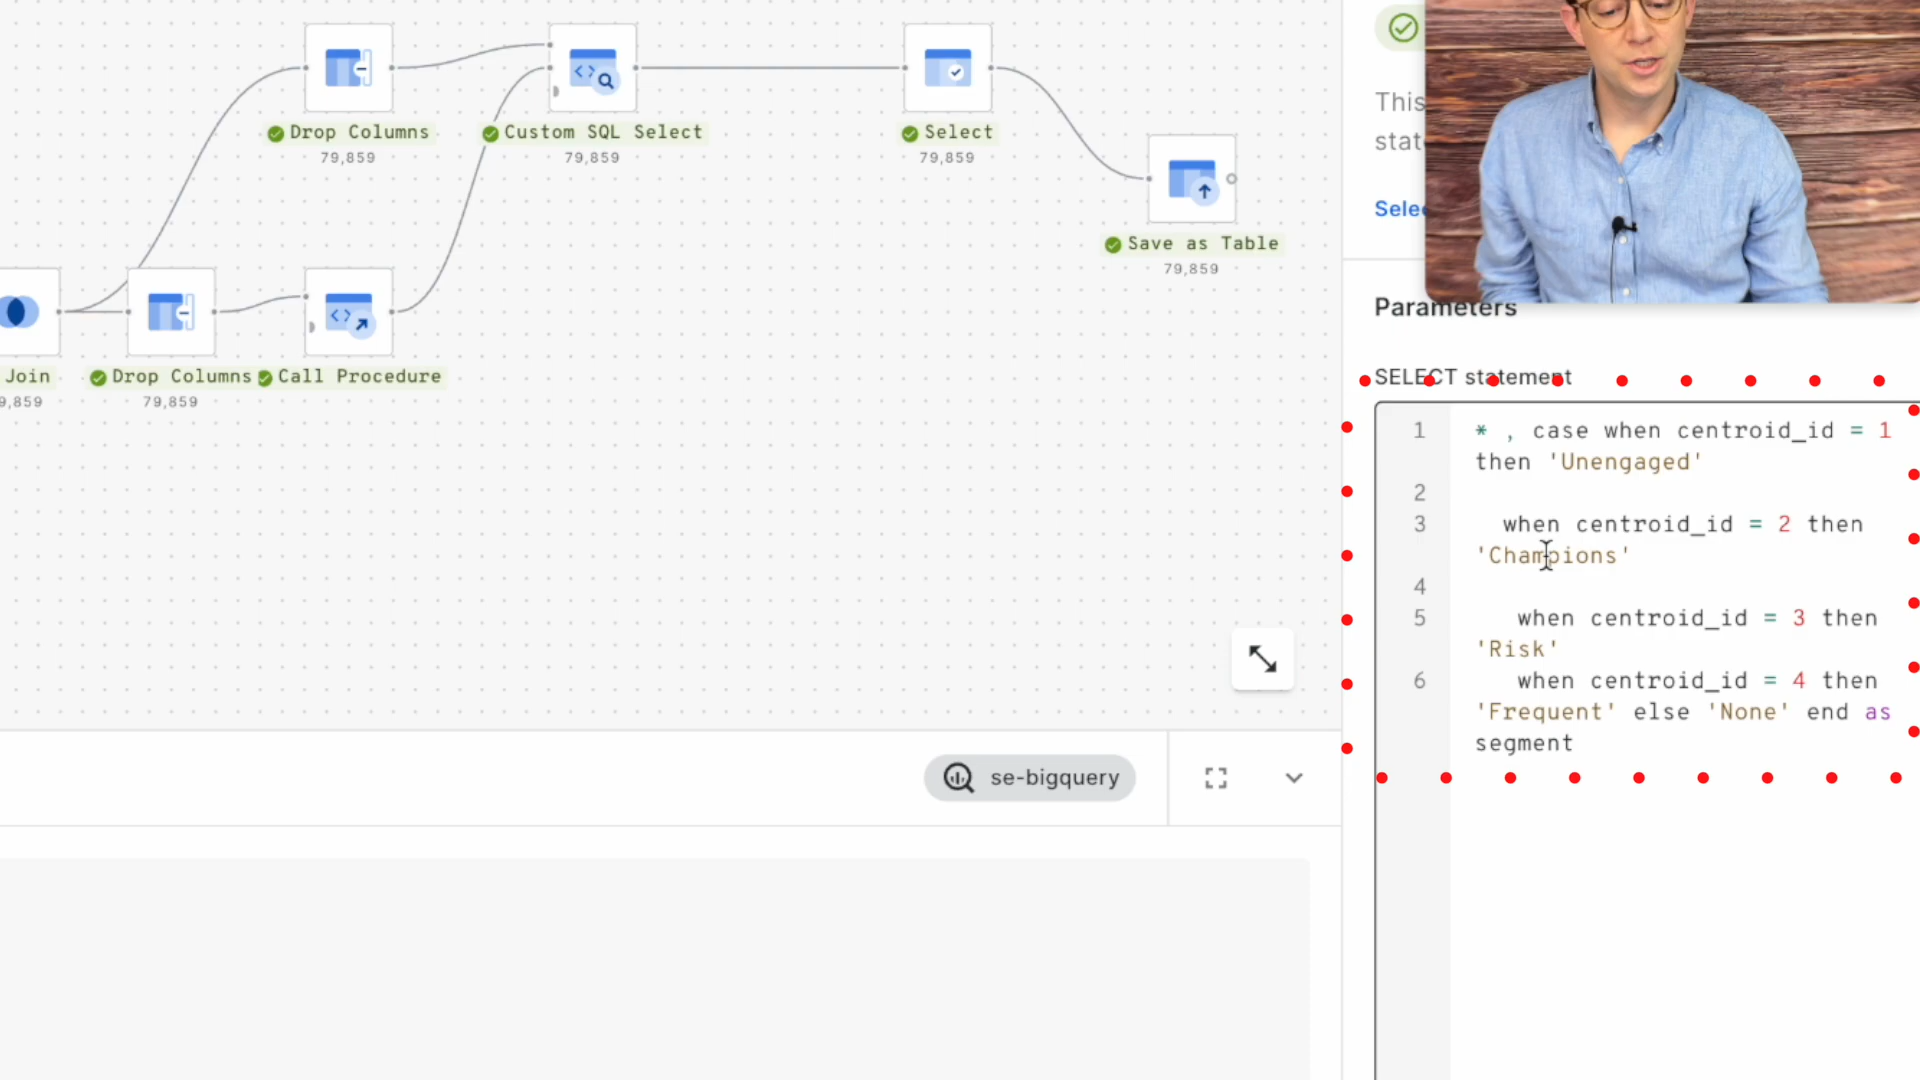 Drop Columns
79,859
Custom SQL Select
79,859
Select
79,859
Save as Table
79,859
Join
9,859
Drop Columns
79,859
Call Procedure
se-bigquery
This
stat
Selec
Parameters
SELECT statement
1 * , case when centroid_id = 1
then 'Unengaged'
2
3 when centroid_id = 2 then
'Champions'
4
5 when centroid_id = 3 then
'Risk'
6 when centroid_id = 4 then
'Frequent' else 'None' end as
segment